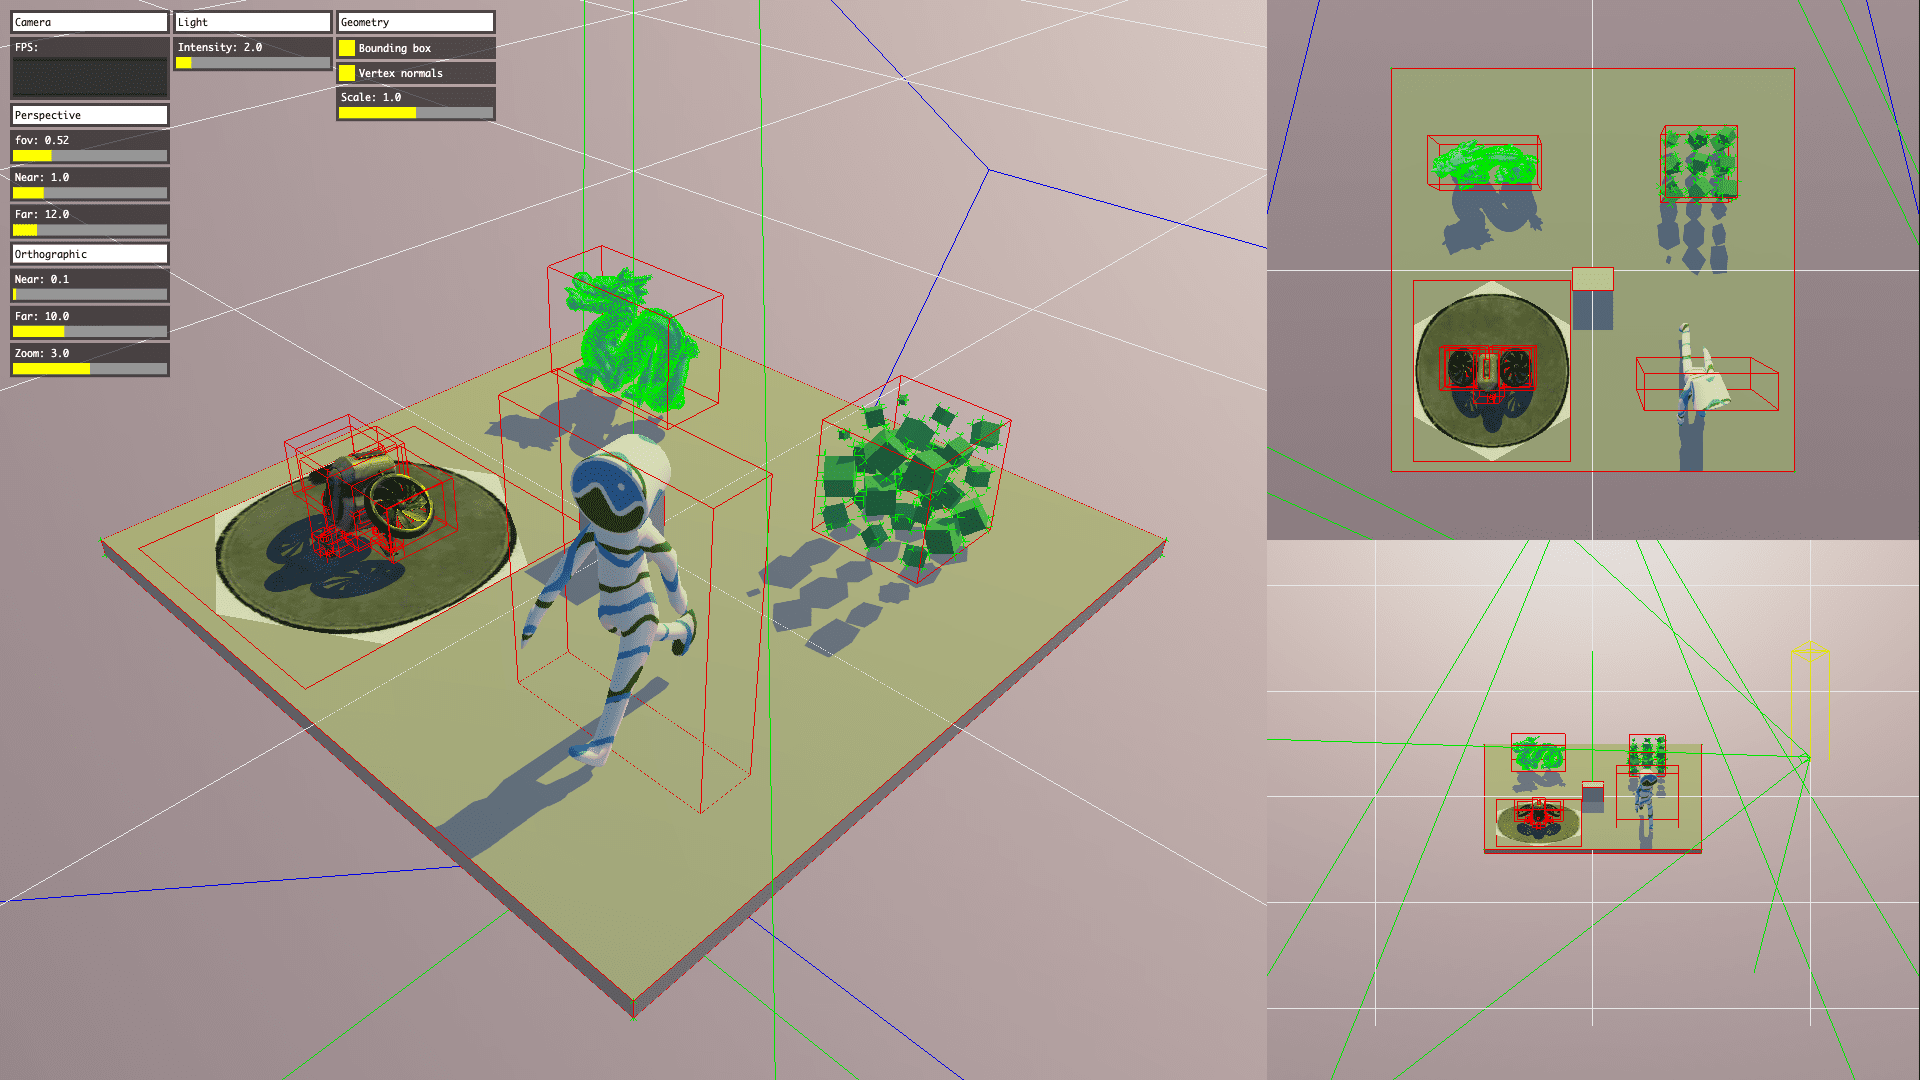 Camera
FPS:
Perspective
fov: 0.52
Near: 1.0
Far: 12.0
Orthographic
Near: 0.1
Far: 10.0
Zoom: 3.0
Light
Intensity: 2.0
Geometry
Bounding box
Vertex normals
Scale: 1.0